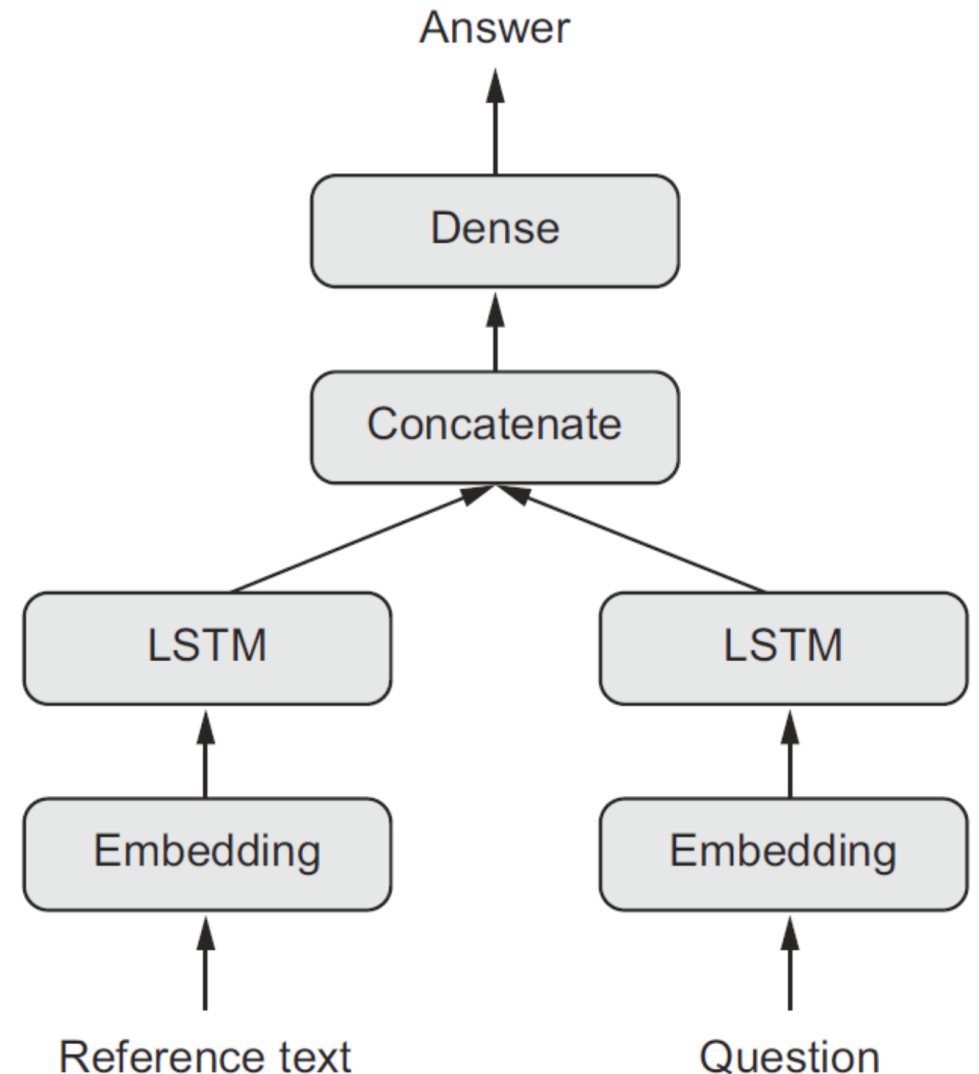 Answer
Dense
Concatenate
LSTM
LSTM
Embedding
Embedding
Reference text
Question